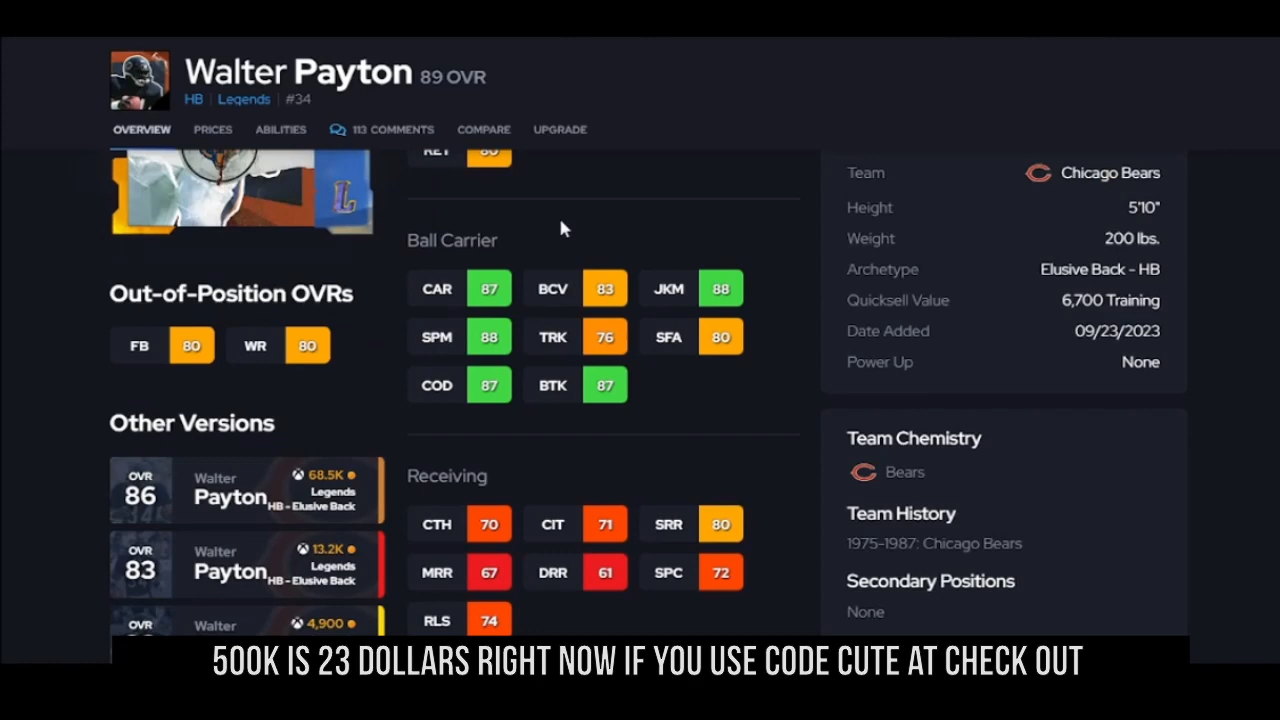 Walter Payton 89 OVR
HB | Legends | #34
OVERVIEW PRICES ABILITIES 113 COMMENTS COMPARE UPGRADE
RET 80
L
Ball Carrier
CAR 87 BCV 83 JKM 88
SPM 88 TRK 76 SFA 80
COD 87 BTK 87
Receiving
CTH 70 CIT 71 SRR 80
MRR 67 DRR 61 SPC 72
RLS 74
Out-of-Position OVRs
FB 80 WR 80
Other Versions
OVR 86 Walter Payton 68.5K Legends HB - Elusive Back
OVR 83 Walter Payton 13.2K Legends HB - Elusive Back
OVR Walter 4,900
Team Chicago Bears
Height 5'10"
Weight 200 lbs.
Archetype Elusive Back - HB
Quicksell Value 6,700 Training
Date Added 09/23/2023
Power Up None
Team Chemistry
Bears
Team History
1975-1987: Chicago Bears
Secondary Positions
None
500K IS 23 DOLLARS RIGHT NOW IF YOU USE CODE CUTE AT CHECK OUT